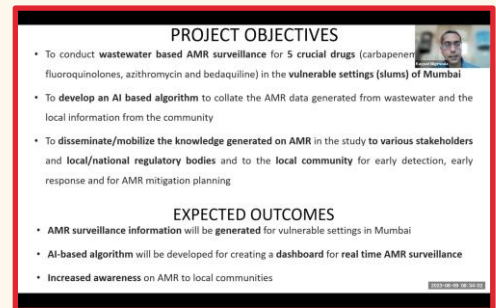 PROJECT OBJECTIVES
• To conduct wastewater based AMR surveillance for 5 crucial drugs (carbapenem
fluoroquinolones, azithromycin and bedaquiline) in the vulnerable settings (slums) of Mumbai
• To develop an AI based algorithm to collate the AMR data generated from wastewater and the
local information from the community
• To disseminate/mobilize the knowledge generated on AMR in the study to various stakeholders
and local/national regulatory bodies and to the local community for early detection, early
response and for AMR mitigation planning
EXPECTED OUTCOMES
• AMR surveillance information will be generated for vulnerable settings in Mumbai
• AI-based algorithm will be developed for creating a dashboard for real time AMR surveillance
• Increased awareness on AMR to local communities